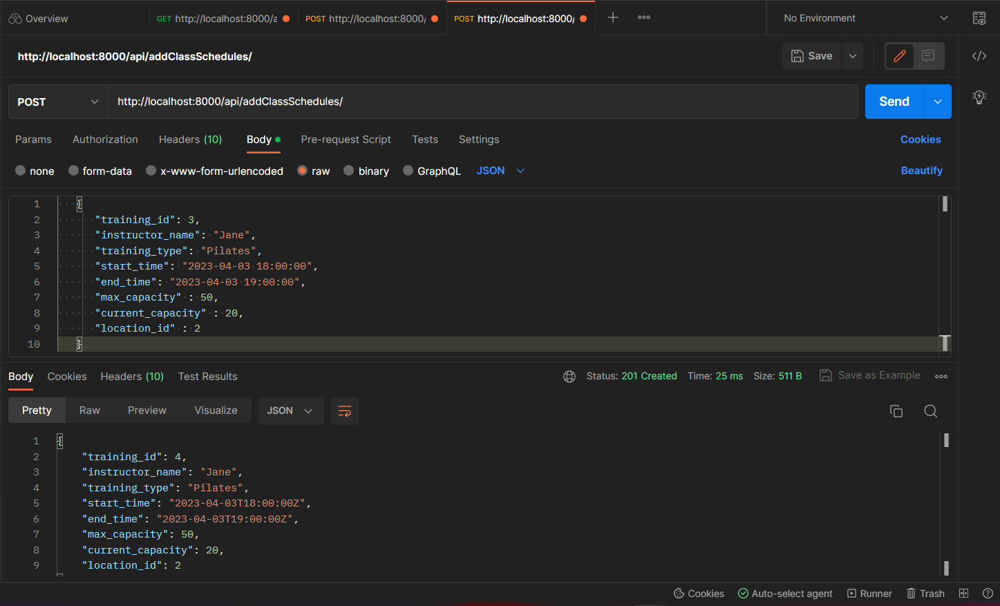 Overview
GET http://localhost:8000/a
POST http://localhost:8000/
POST http://localhost:8000/
No Environment
http://localhost:8000/api/addClassSchedules/
Save
POST
http://localhost:8000/api/addClassSchedules/
Send
Params Authorization Headers (10) Body Pre-request Script Tests Settings Cookies
none form-data x-www-form-urlencoded raw binary GraphQL JSON Beautify
1 {
2 "training_id": 3,
3 "instructor_name": "Jane",
4 "training_type": "Pilates",
5 "start_time": "2023-04-03 18:00:00",
6 "end_time": "2023-04-03 19:00:00",
7 "max_capacity" : 50,
8 "current_capacity" : 20,
9 "location_id" : 2
10 }
Body Cookies Headers (10) Test Results Status: 201 Created Time: 25 ms Size: 511 B Save as Example
Pretty Raw Preview Visualize JSON
1 {
2 "training_id": 4,
3 "instructor_name": "Jane",
4 "training_type": "Pilates",
5 "start_time": "2023-04-03T18:00:00Z",
6 "end_time": "2023-04-03T19:00:00Z",
7 "max_capacity": 50,
8 "current_capacity": 20,
9 "location_id": 2
Cookies Auto-select agent Runner Trash